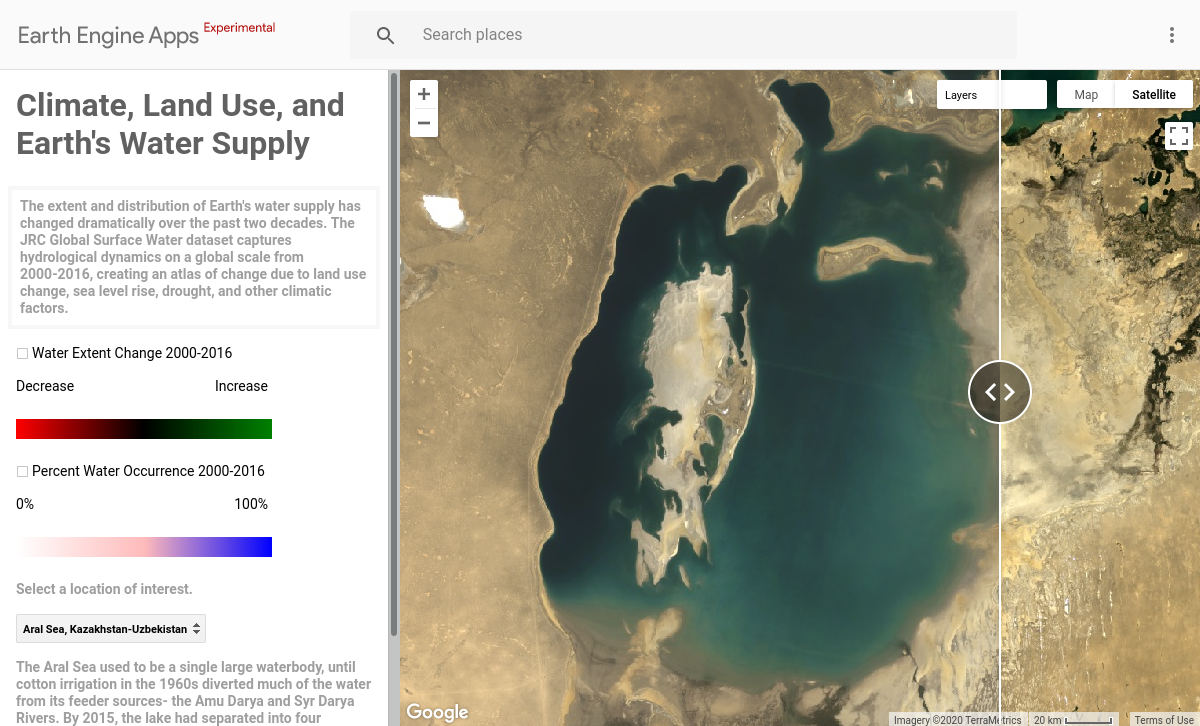 Earth Engine Apps Experimental
Search places
Climate, Land Use, and
Earth's Water Supply
The extent and distribution of Earth's water supply has
changed dramatically over the past two decades. The
JRC Global Surface Water dataset captures
hydrological dynamics on a global scale from
2000-2016, creating an atlas of change due to land use
change, sea level rise, drought, and other climatic
factors.
Water Extent Change 2000-2016
Decrease Increase
Percent Water Occurrence 2000-2016
0% 100%
Select a location of interest.
Aral Sea, Kazakhstan-Uzbekistan
The Aral Sea used to be a single large waterbody, until
cotton irrigation in the 1960s diverted much of the water
from its feeder sources- the Amu Darya and Syr Darya
Rivers. By 2015, the lake had separated into four
+
−
Layers
Map Satellite
Google
Imagery ©2020 TerraMetrics 20 km Terms of Use